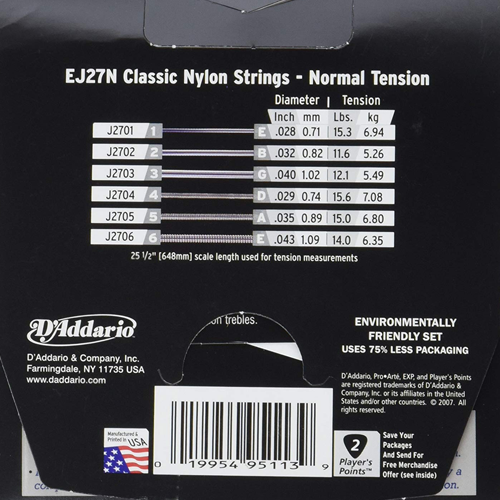 EJ27N Classic Nylon Strings - Normal Tension
Diameter Tension
Inch mm Lbs. kg
J2701 1 E .028 0.71 15.3 6.94
J2702 2 B .032 0.82 11.6 5.26
J2703 3 G .040 1.02 12.1 5.49
J2704 4 D .029 0.74 15.6 7.08
J2705 5 A .035 0.89 15.0 6.80
J2706 6 E .043 1.09 14.0 6.35
25 1/2" [648mm] scale length used for tension measurements
on trebles.
D'Addario
D'Addario & Company, Inc.
Farmingdale, NY 11735 USA
www.daddario.com
ENVIRONMENTALLY
FRIENDLY SET
USES 75% LESS PACKAGING
D'Addario, Pro•Arté, EXP, and Player's Points
are registered trademarks of D'Addario &
Company, Inc. or its affiliates in the United
States and/or other countries. © 2007. All
rights reserved.
Manufactured &
Printed in
USA
0 19954 95113 9
2
Player's
Points™
Save Your
Packages
And Send For
Free Merchandise
Offer (see inside)